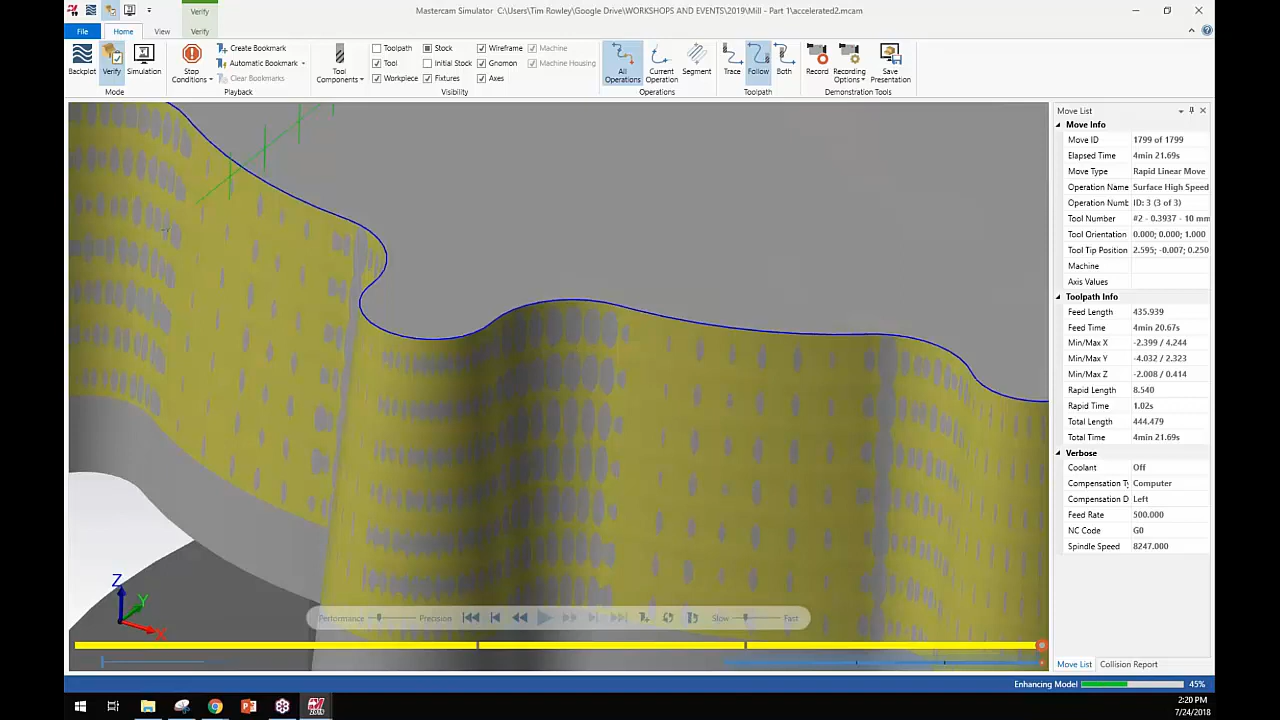 Verify
Mastercam Simulator C:\Users\Tim Rowley\Google Drive\WORKSHOPS AND EVENTS\2019\Mill - Part 1\accelerated2.mcam
File Home View Verify
Backplot Verify Simulation
Mode
Stop Conditions
Create Bookmark
Automatic Bookmark
Clear Bookmarks
Playback
Tool Components
Toolpath Stock Wireframe Machine
Tool Initial Stock Gnomon Machine Housing
Workpiece Fixtures Axes
Visibility
All Operations Current Operation Segment
Operations
Trace Follow Both
Toolpath
Record Recording Options Save Presentation
Demonstration Tools
Move List
Move Info
Move ID 1799 of 1799
Elapsed Time 4min 21.69s
Move Type Rapid Linear Move
Operation Name Surface High Speed
Operation Numb ID: 3 (3 of 3)
Tool Number #2 - 0.3937 - 10 mm
Tool Orientation 0.000; 0.000; 1.000
Tool Tip Position 2.595; -0.007; 0.250
Machine
Axis Values
Toolpath Info
Feed Length 435.939
Feed Time 4min 20.67s
Min/Max X -2.399 / 4.244
Min/Max Y -4.032 / 2.323
Min/Max Z -2.008 / 0.414
Rapid Length 8.540
Rapid Time 1.02s
Total Length 444.479
Total Time 4min 21.69s
Verbose
Coolant Off
Compensation Ty Computer
Compensation D Left
Feed Rate 500.000
NC Code G0
Spindle Speed 8247.000
Z
Y
X
Performance Precision Slow Fast
Move List Collision Report
Enhancing Model 45%
2:20 PM
7/24/2018